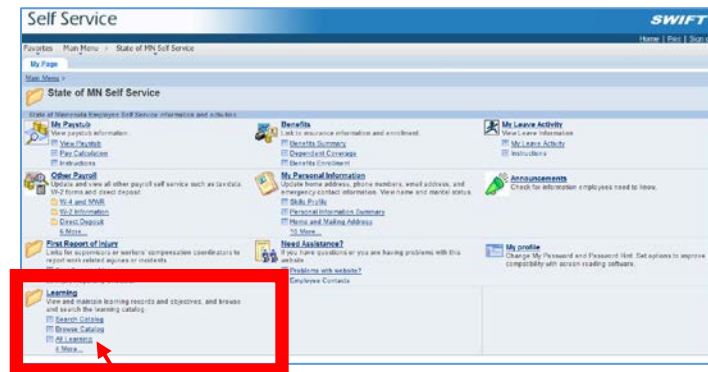 Self Service
SWIFT
Home | Print | Sign
Favorites Main Menu > State of MN Self Service
My Page
Main Menu >
State of MN Self Service
State of Minnesota Employee Self Service information and activities
My Paystub
View paystub information.
View Paystub
Pay Calculation
Instructions
Benefits
Link to insurance information and enrollment.
Benefits Summary
Dependent Coverage
Benefits Enrollment
My Leave Activity
View Leave Information
My Leave Activity
Instructions
Other Payroll
Update and view all other payroll self service such as tax data,
W-2 forms and direct deposit
W-4 and MWR
W-2 Information
Direct Deposit
6 More...
My Personal Information
Update home address, phone numbers, email address, and
emergency contact information. View name and marital status
Skills Profile
Personal Information Summary
Home and Mailing Address
10 More...
Announcements
Check for information employees need to know.
First Report of Injury
Links for supervisors or workers' compensation coordinators to
report work related injuries or incidents
Need Assistance?
If you have questions or you are having problems with this
website
Problems with website?
Employee Contacts
My profile
Change My Password and Password Hint. Set options to improve
compatibility with screen reading software.
Learning
View and maintain learning records and objectives, and browse
and search the learning catalog.
Search Catalog
Browse Catalog
All Learning
4 More...